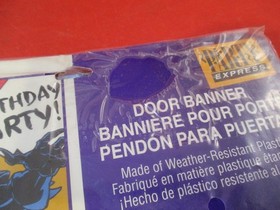 EXPRESS
THDAY
RTY!
DOOR BANNER
BANNIÈRE POUR POR
PENDÓN PARA PUERTA
Made of Weather-Resistant Plast
Fabriqué en matière plastique
¡Hecho de plástico resistente al